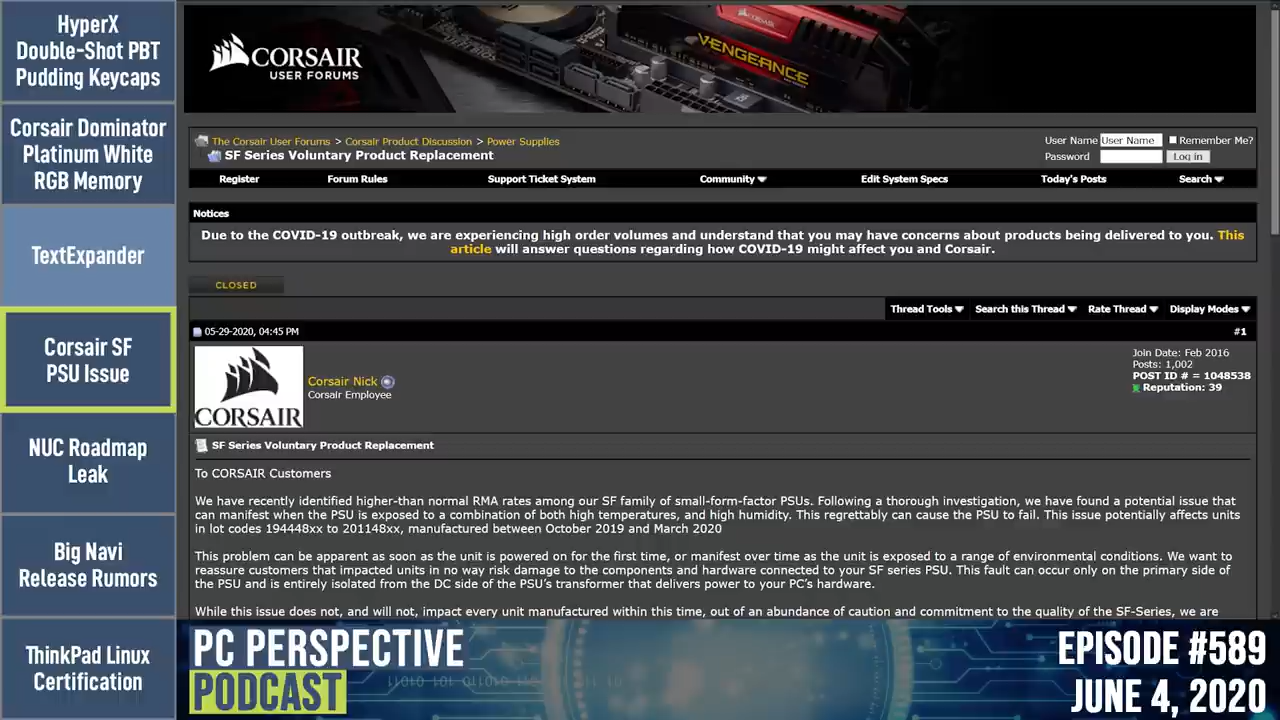 HyperX
Double-Shot PBT
Pudding Keycaps
Corsair Dominator
Platinum White
RGB Memory
TextExpander
Corsair SF
PSU Issue
NUC Roadmap
Leak
Big Navi
Release Rumors
ThinkPad Linux
Certification
CORSAIR
USER FORUMS
CORSAIR
VENGEANCE
The Corsair User Forums > Corsair Product Discussion > Power Supplies
SF Series Voluntary Product Replacement
User Name User Name Remember Me?
Password Log in
Register Forum Rules Support Ticket System Community Edit System Specs Today's Posts Search
Notices
Due to the COVID-19 outbreak, we are experiencing high order volumes and understand that you may have concerns about products being delivered to you. This
article will answer questions regarding how COVID-19 might affect you and Corsair.
CLOSED
Thread Tools Search this Thread Rate Thread Display Modes
05-29-2020, 04:45 PM #1
CORSAIR
Corsair Nick
Corsair Employee
Join Date: Feb 2016
Posts: 1,002
POST ID # = 1048538
Reputation: 39
SF Series Voluntary Product Replacement
To CORSAIR Customers
We have recently identified higher-than normal RMA rates among our SF family of small-form-factor PSUs. Following a thorough investigation, we have found a potential issue that
can manifest when the PSU is exposed to a combination of both high temperatures, and high humidity. This regrettably can cause the PSU to fail. This issue potentially affects units
in lot codes 194448xx to 201148xx, manufactured between October 2019 and March 2020
This problem can be apparent as soon as the unit is powered on for the first time, or manifest over time as the unit is exposed to a range of environmental conditions. We want to
reassure customers that impacted units in no way risk damage to the components and hardware connected to your SF series PSU. This fault can occur only on the primary side of
the PSU and is entirely isolated from the DC side of the PSU's transformer that delivers power to your PC's hardware.
While this issue does not, and will not, impact every unit manufactured within this time, out of an abundance of caution and commitment to the quality of the SF-Series, we are
PC PERSPECTIVE
PODCAST
EPISODE #589
JUNE 4, 2020